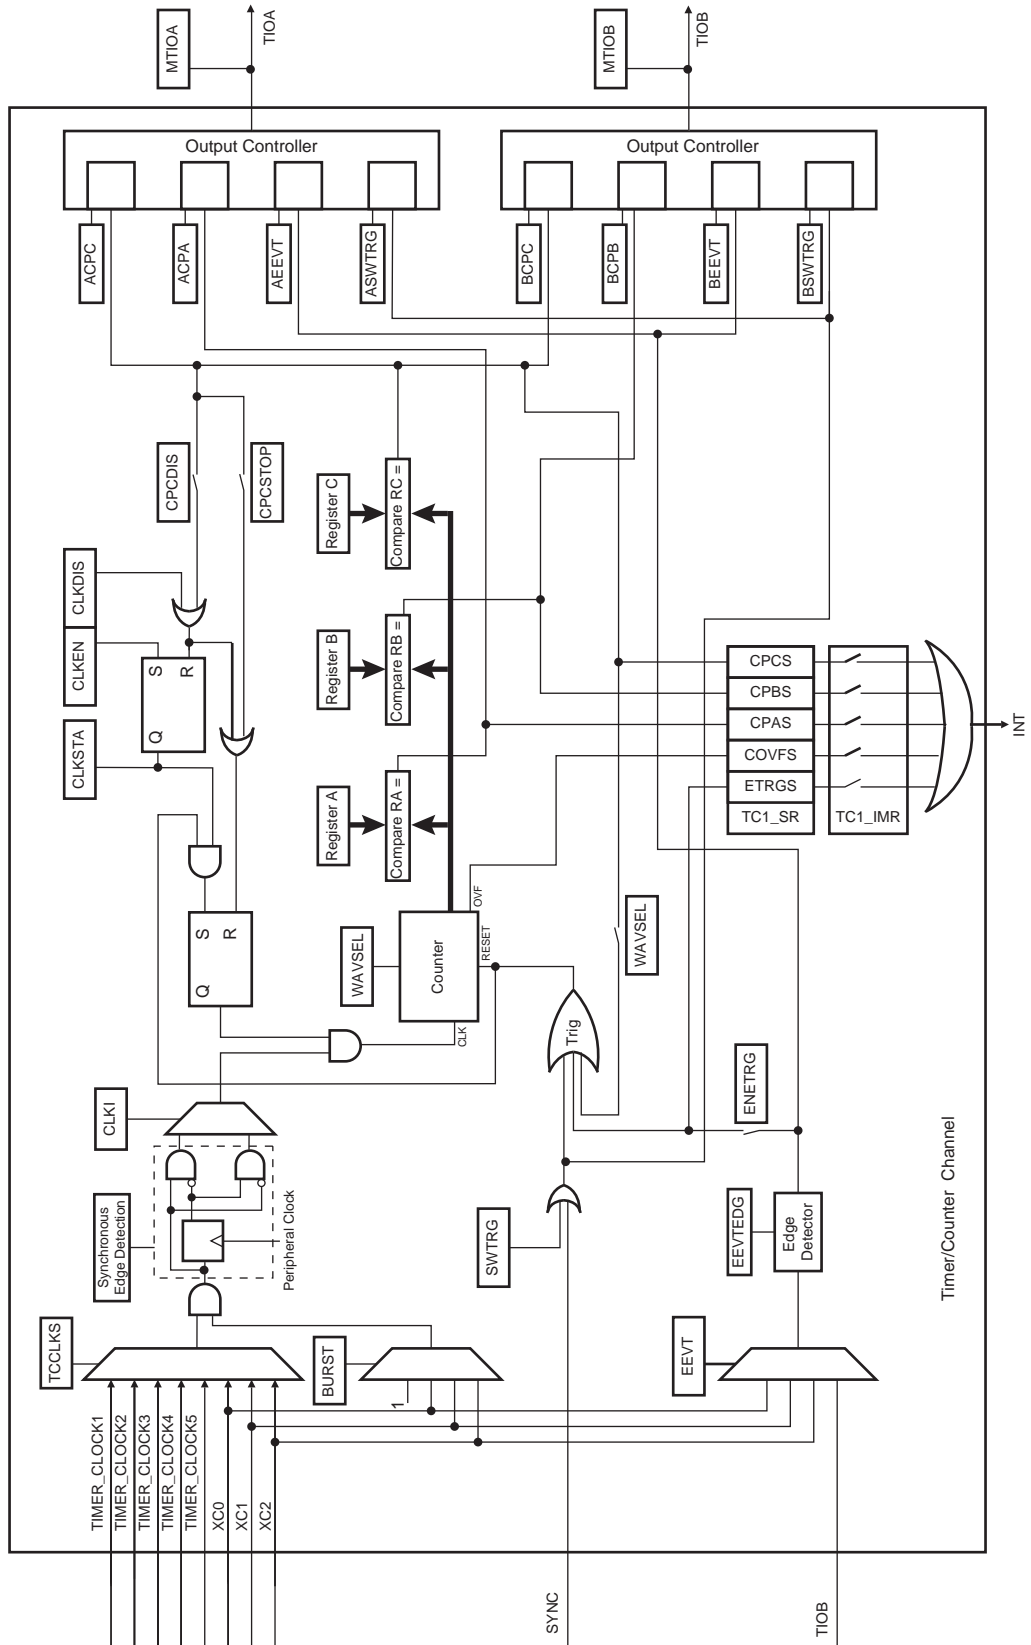 TIOA
MTIOA
TIOB
MTIOB
Output Controller
Output Controller
ACPC
ACPA
AEEVT
ASWTRG
BCPC
BCPB
BEEVT
BSWTRG
CPCDIS
CPCSTOP
Register C
Compare RC =
CLKDIS
CLKEN
CLKSTA
S
R
Q
Register B
Compare RB =
Register A
Compare RA =
CPCS
CPBS
CPAS
COVFS
ETRGS
TC1_SR
TC1_IMR
INT
S
R
Q
WAVSEL
Counter
OVF
RESET
CLK
WAVSEL
Trig
ENETRG
CLKI
Synchronous
Edge Detection
Peripheral Clock
SWTRG
EEVTEDG
Edge
Detector
Timer/Counter Channel
TCCLKS
BURST
1
EEVT
TIMER_CLOCK1
TIMER_CLOCK2
TIMER_CLOCK3
TIMER_CLOCK4
TIMER_CLOCK5
XC0
XC1
XC2
SYNC
TIOB